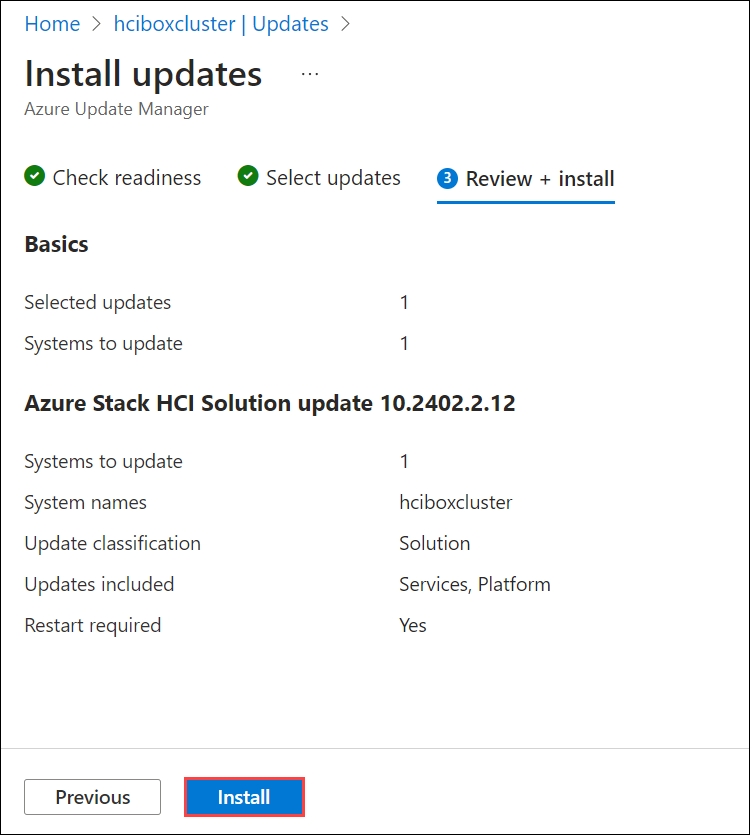 Home > hciboxcluster | Updates >
Install updates ...
Azure Update Manager
Check readiness Select updates 3 Review + install
Basics
Selected updates 1
Systems to update 1
Azure Stack HCI Solution update 10.2402.2.12
Systems to update 1
System names hciboxcluster
Update classification Solution
Updates included Services, Platform
Restart required Yes
Previous Install